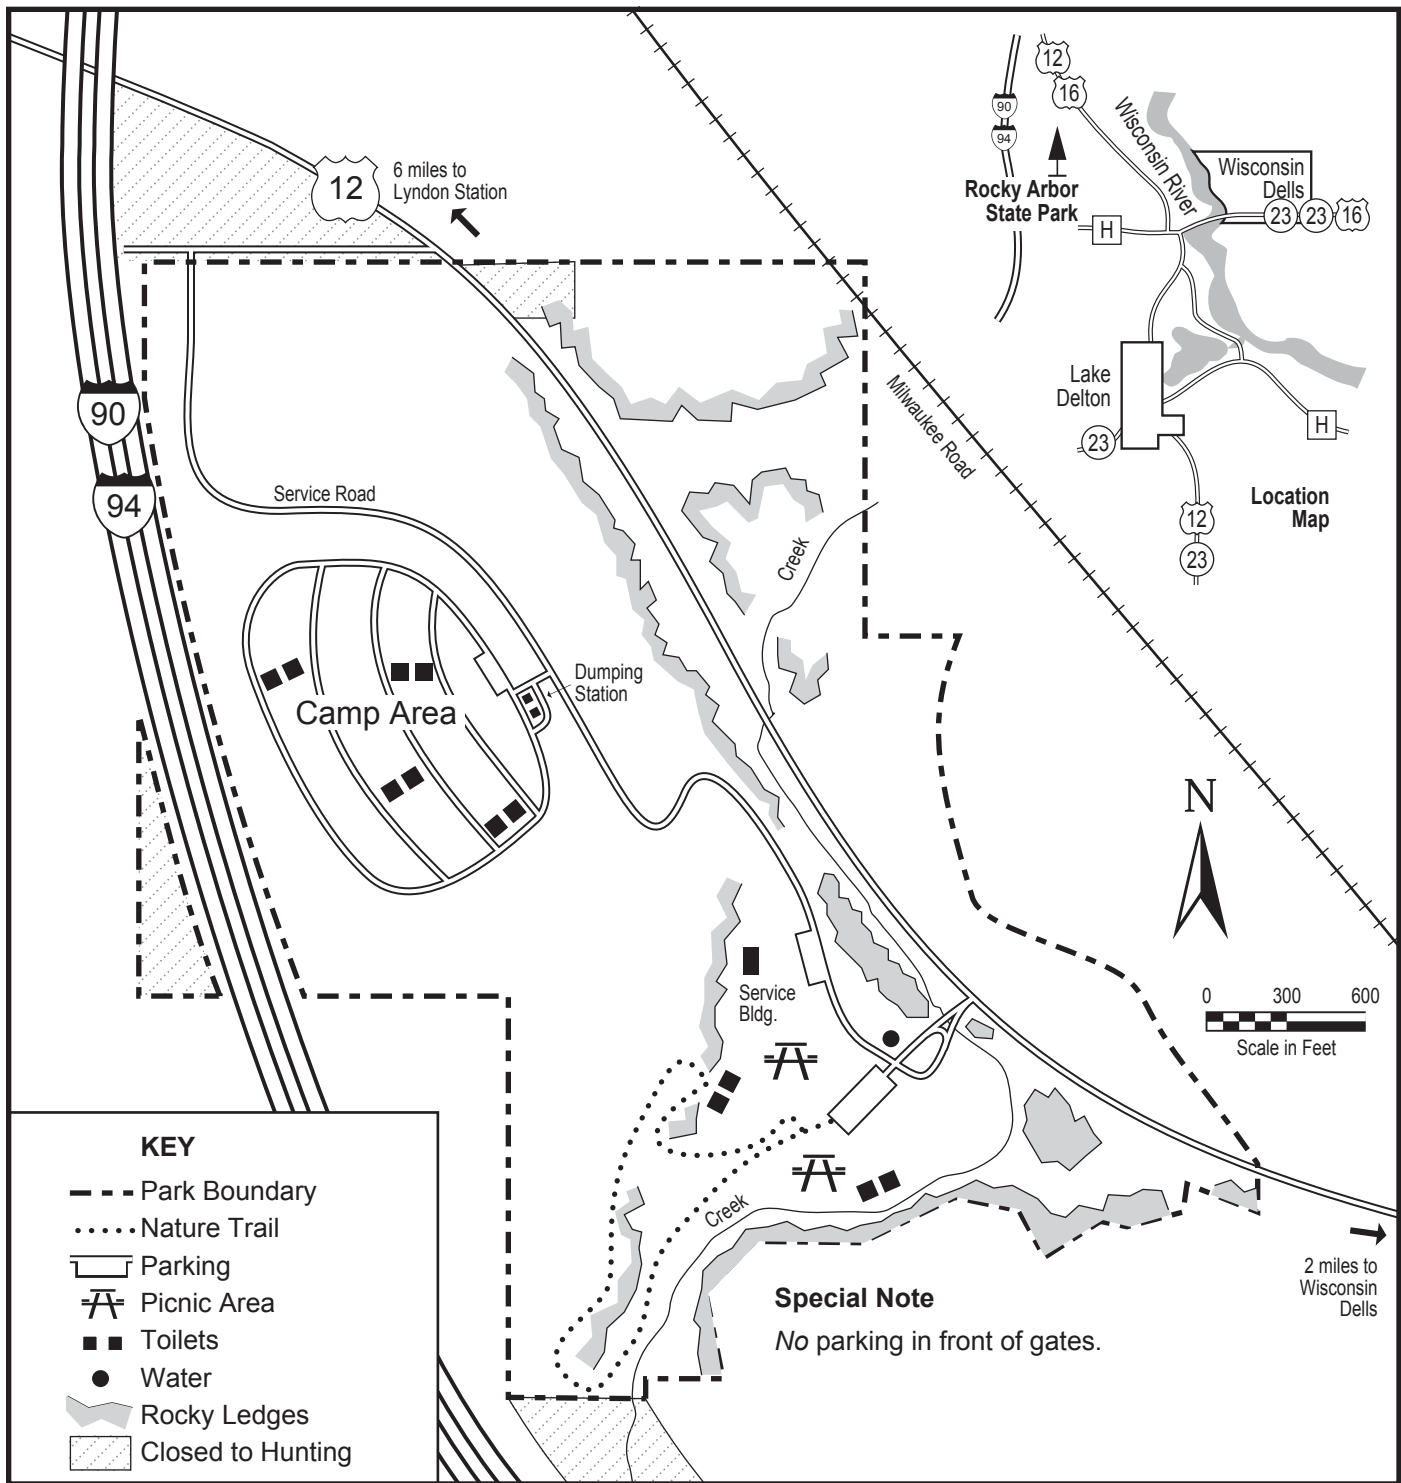 12
6 miles to
Lyndon Station
90
94
Service Road
Camp Area
Dumping
Station
Creek
Milwaukee Road
12
16
90
94
Rocky Arbor
State Park
Wisconsin River
Wisconsin
Dells
23
23
16
H
Lake
Delton
23
H
12
23
Location
Map
N
0 300 600
Scale in Feet
Service
Bldg.
Creek
2 miles to
Wisconsin
Dells
Special Note
No parking in front of gates.
KEY
Park Boundary
Nature Trail
Parking
Picnic Area
Toilets
Water
Rocky Ledges
Closed to Hunting